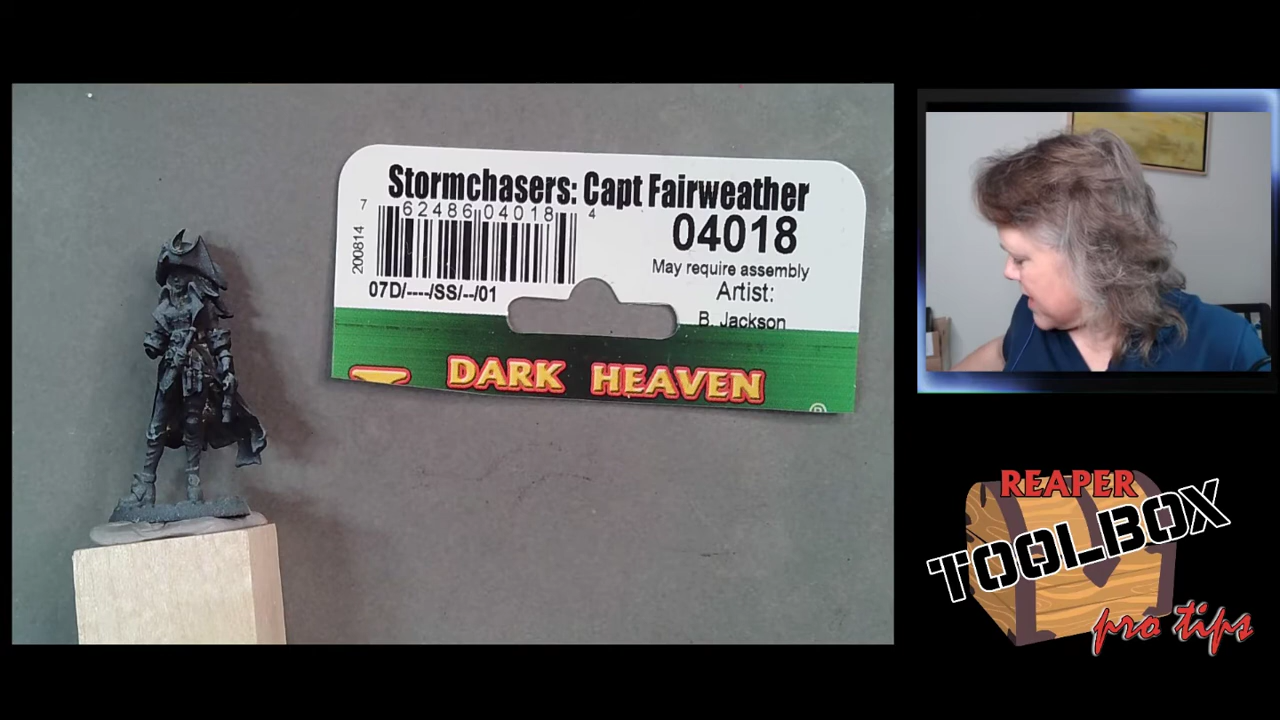 Stormchasers: Capt Fairweather
7 62486 04018 4
04018
200814
May require assembly
07D/----/SS/--/01
Artist:
B. Jackson
DARK HEAVEN
®
REAPER
TOOLBOX
pro tips